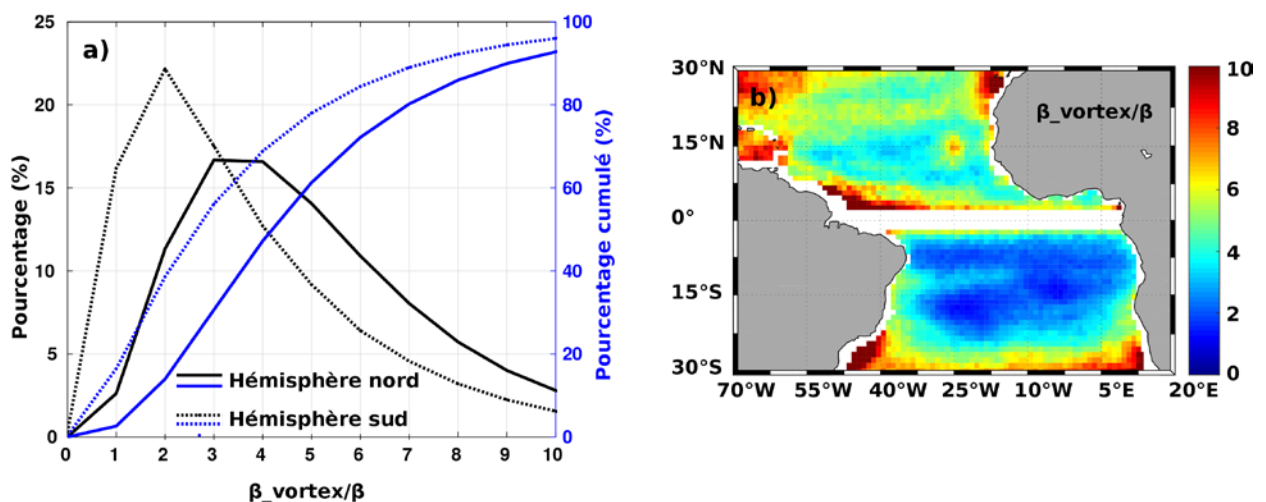 a)
25
20
15
10
5
0
Pourcentage (%)
0 1 2 3 4 5 6 7 8 9 10
β_vortex/β
100
80
60
40
20
0
Pourcentage cumulé (%)
Hémisphère nord
Hémisphère sud
b)
β_vortex/β
30°N
15°N
0°
15°S
30°S
70°W 55°W 40°W 25°W 10°W 5°E 20°E
10
8
6
4
2
0